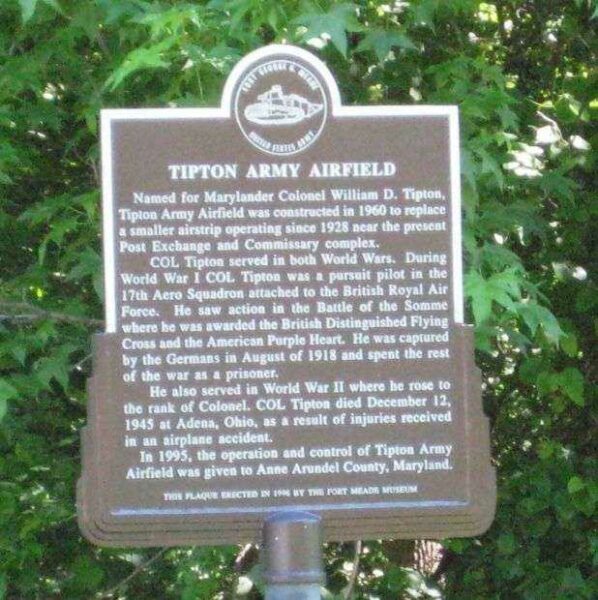 FORT GEORGE G. MEADE
UNITED STATES ARMY
TIPTON ARMY AIRFIELD
Named for Marylander Colonel William D. Tipton,
Tipton Army Airfield was constructed in 1960 to replace
a smaller airstrip operating since 1928 near the present
Post Exchange and Commissary complex.
COL Tipton served in both World Wars. During
World War I COL Tipton was a pursuit pilot in the
17th Aero Squadron attached to the British Royal Air
Force. He saw action in the Battle of the Somme
where he was awarded the British Distinguished Flying
Cross and the American Purple Heart. He was captured
by the Germans in August of 1918 and spent the rest
of the war as a prisoner.
He also served in World War II where he rose to
the rank of Colonel. COL Tipton died December 12,
1945 at Adena, Ohio, as a result of injuries received
in an airplane accident.
In 1995, the operation and control of Tipton Army
Airfield was given to Anne Arundel County, Maryland.
THIS PLAQUE ERECTED IN 1996 BY THE FORT MEADE MUSEUM